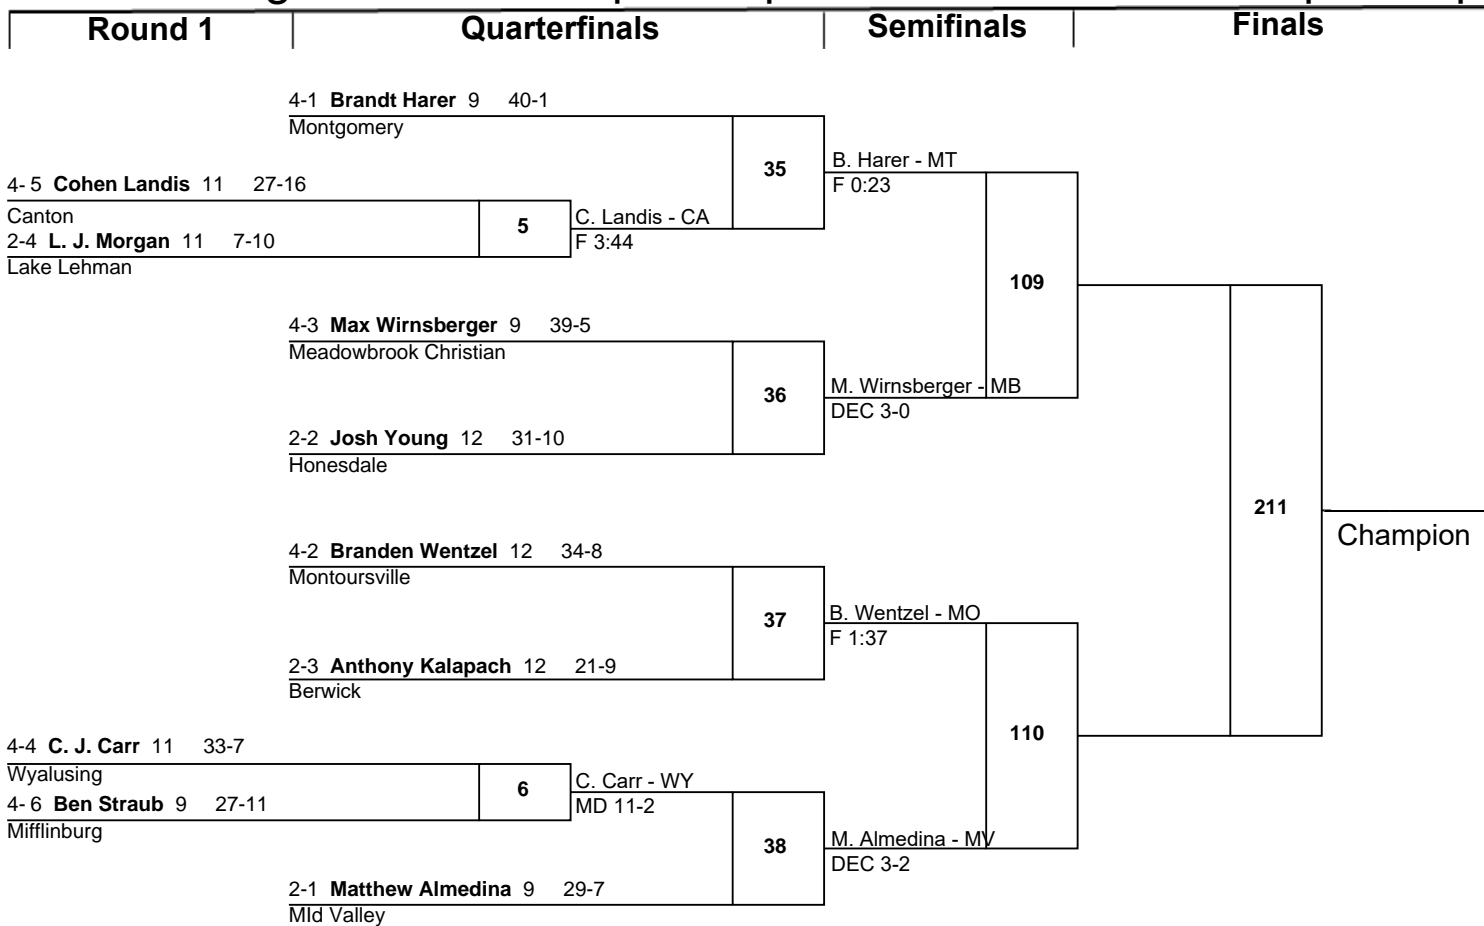 Round 1
Quarterfinals
Semifinals
Finals
4-1 Brandt Harer 9 40-1
Montgomery
35
B. Harer - MT
F 0:23
4- 5 Cohen Landis 11 27-16
Canton
5
C. Landis - CA
F 3:44
2-4 L. J. Morgan 11 7-10
Lake Lehman
109
4-3 Max Wirnsberger 9 39-5
Meadowbrook Christian
36
M. Wirnsberger - MB
DEC 3-0
2-2 Josh Young 12 31-10
Honesdale
211
Champion
4-2 Branden Wentzel 12 34-8
Montoursville
37
B. Wentzel - MO
F 1:37
2-3 Anthony Kalapach 12 21-9
Berwick
110
4-4 C. J. Carr 11 33-7
Wyalusing
6
C. Carr - WY
MD 11-2
4- 6 Ben Straub 9 27-11
Mifflinburg
38
M. Almedina - MV
DEC 3-2
2-1 Matthew Almedina 9 29-7
MId Valley